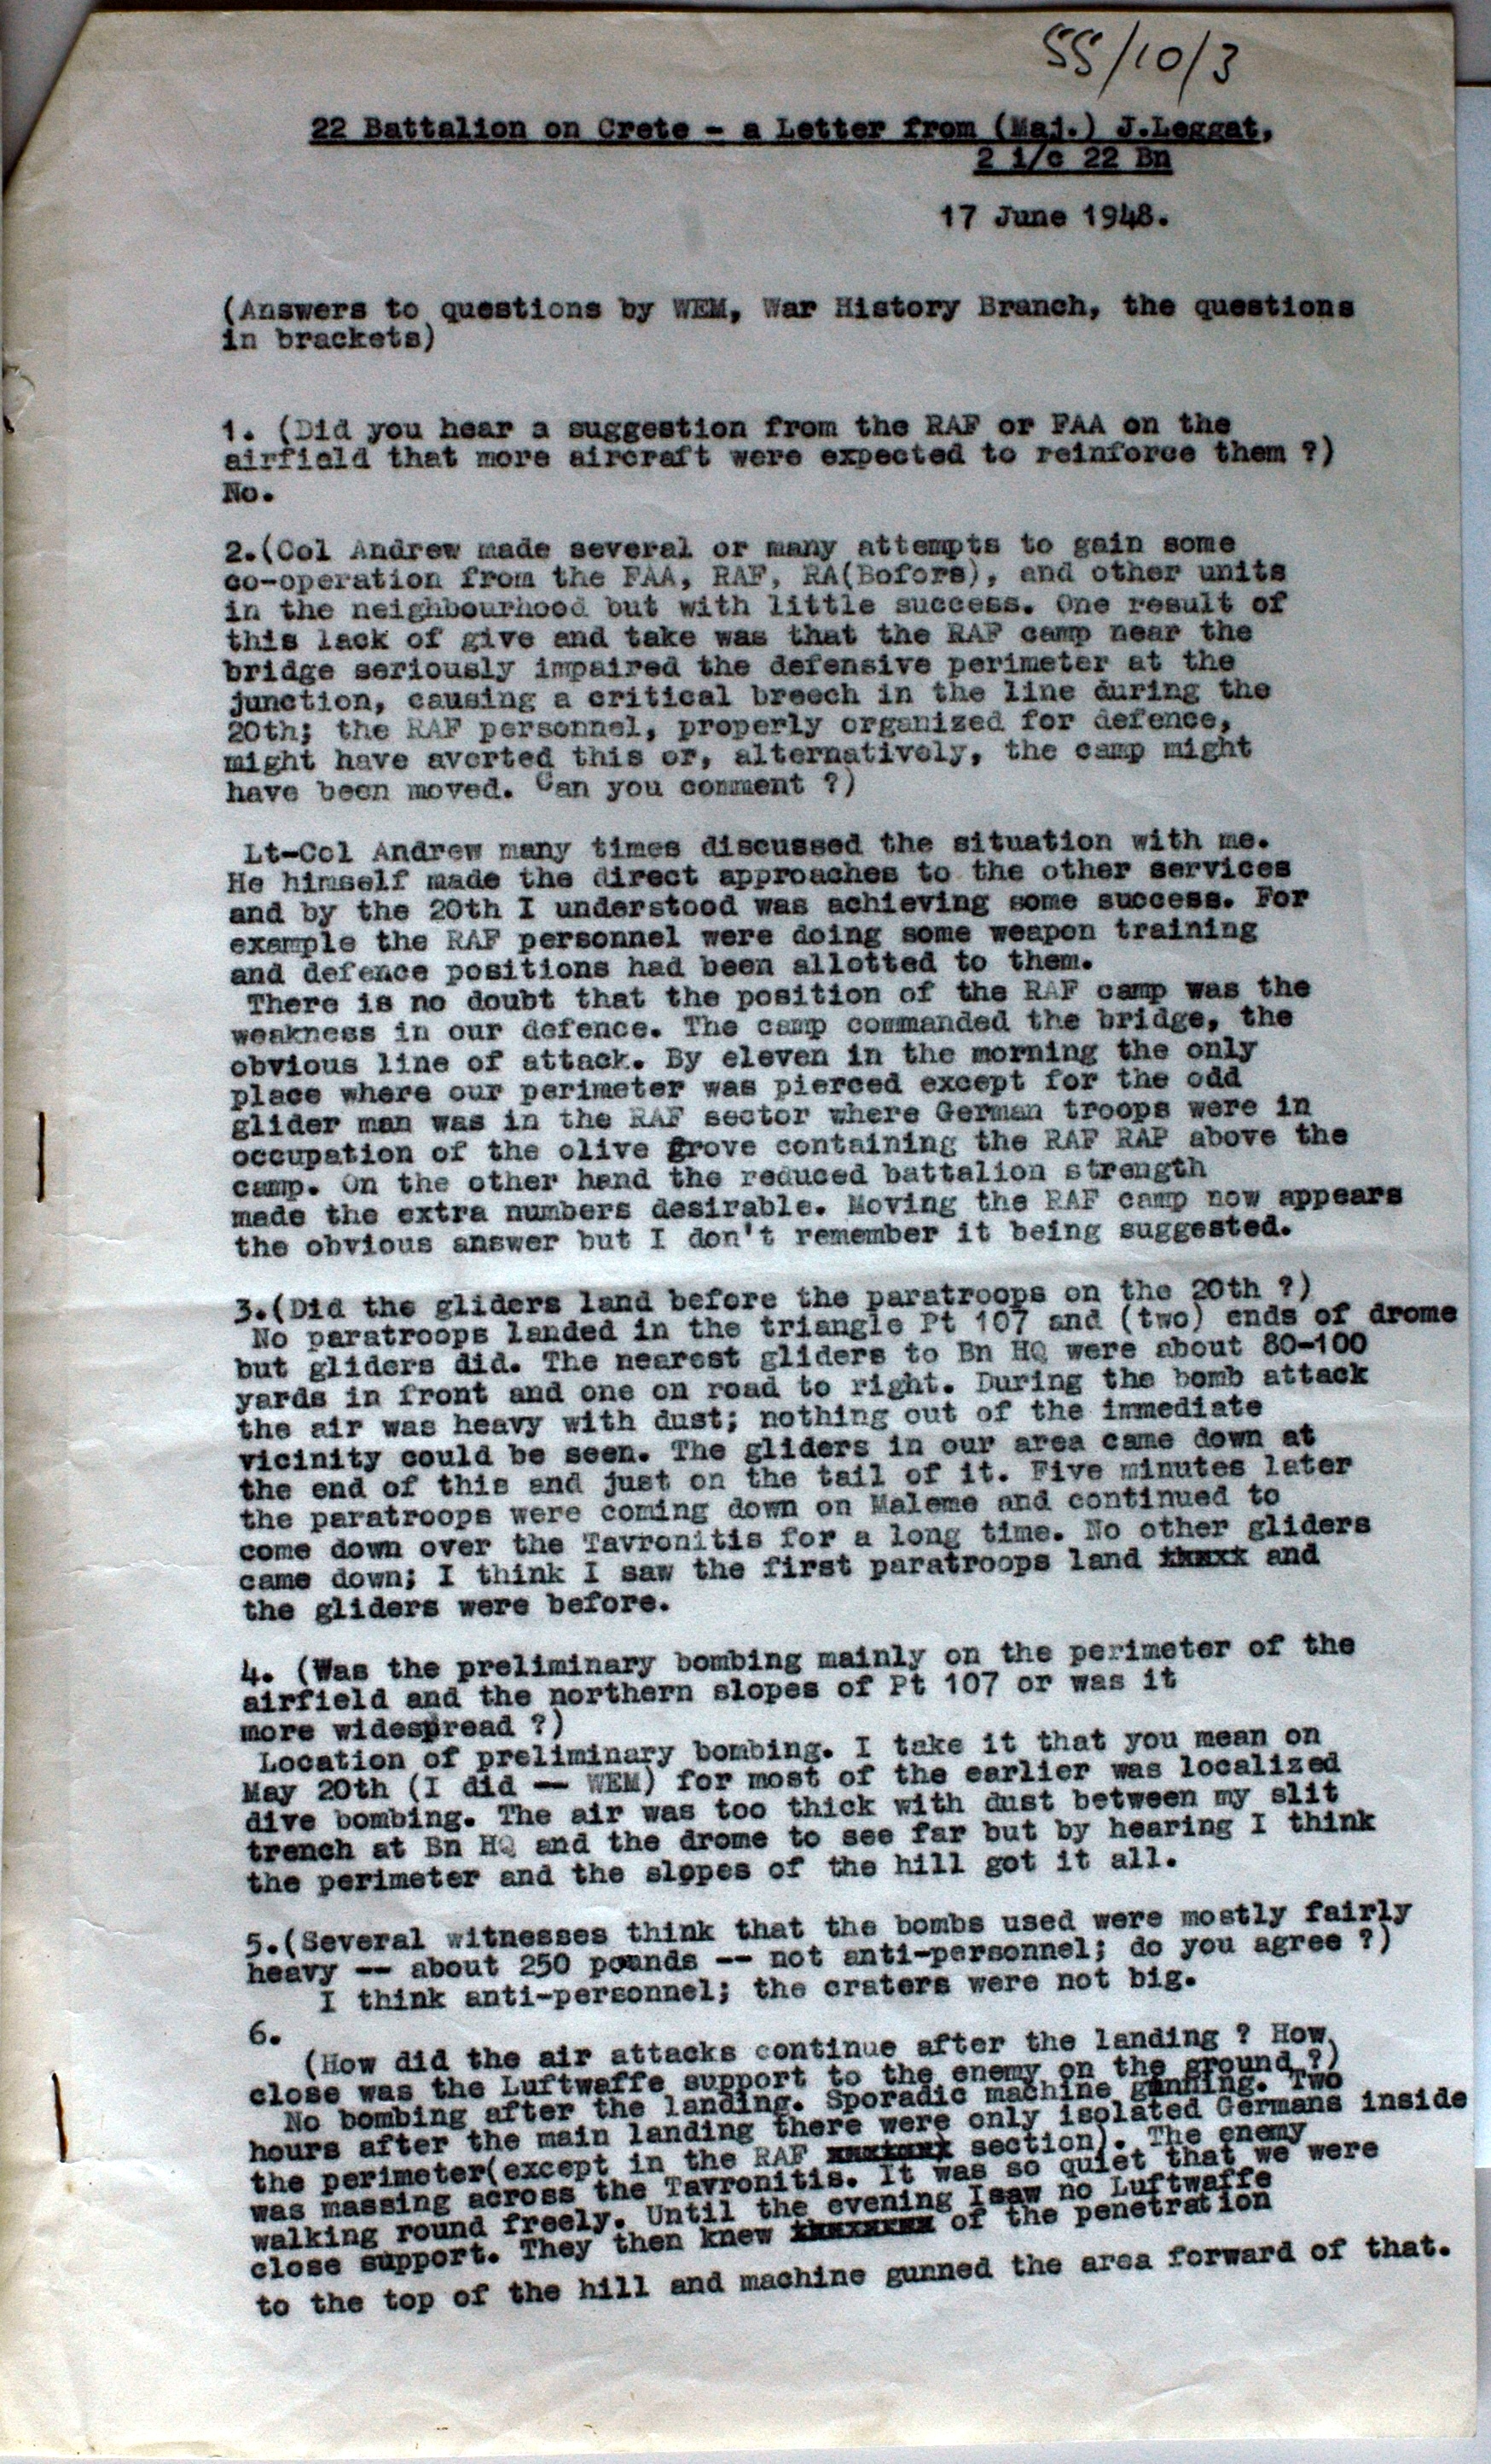 55/10/3
22 Battalion on Crete - a Letter from (Maj.) J.Leggat,
2 i/c 22 Bn
17 June 1948.
(Answers to questions by WEM, War History Branch, the questions
in brackets)
1. (Did you hear a suggestion from the RAF or FAA on the
airfiald that more aircraft were expected to reinforce them ?)
No.
2.(Col Andrew made several or many attempts to gain some
co-operation from the FAA, RAF, RA(Bofors), and other units
in the neighbourhood but with little success. One result of
this lack of give and take was that the RAF camp near the
bridge seriously impaired the defensive perimeter at the
junction, causing a critical breech in the line during the
20th; the RAF personnel, properly organized for defence,
might have averted this or, alternatively, the camp might
have been moved. Can you comment ?)
Lt-Col Andrew many times discussed the situation with me.
He himself made the direct approaches to the other services
and by the 20th I understood was achieving some success. For
example the RAF personnel were doing some weapon training
and defence positions had been allotted to them.
There is no doubt that the position of the RAF camp was the
weakness in our defence. The camp commanded the bridge, the
obvious line of attack. By eleven in the morning the only
place where our perimeter was pierced except for the odd
glider man was in the RAF sector where German troops were in
occupation of the olive grove containing the RAF RAP above the
camp. On the other hand the reduced battalion strength
made the extra numbers desirable. Moving the RAF camp now appears
the obvious answer but I don't remember it being suggested.
3.(Did the gliders land before the paratroops on the 20th ?)
No paratroops landed in the triangle Pt 107 and (two) ends of drome
but gliders did. The nearest gliders to Bn HQ were about 80-100
yards in front and one on road to right. During the bomb attack
the air was heavy with dust; nothing out of the immediate
vicinity could be seen. The gliders in our area came down at
the end of this and just on the tail of it. Five minutes later
the paratroops were coming down on Maleme and continued to
come down over the Tavronitis for a long time. No other gliders
came down; I think I saw the first paratroops land and
the gliders were before.
4. (Was the preliminary bombing mainly on the perimeter of the
airfield and the northern slopes of Pt 107 or was it
more widespread ?)
Location of preliminary bombing. I take it that you mean on
May 20th (I did -- WEM) for most of the earlier was localized
dive bombing. The air was too thick with dust between my slit
trench at Bn HQ and the drome to see far but by hearing I think
the perimeter and the slopes of the hill got it all.
5.(Several witnesses think that the bombs used were mostly fairly
heavy -- about 250 pounds -- not anti-personnel; do you agree ?)
I think anti-personnel; the craters were not big.
6.
(How did the air attacks continue after the landing ? How
close was the Luftwaffe support to the enemy on the ground ?)
No bombing after the landing. Sporadic machine gunning. Two
hours after the main landing there were only isolated Germans inside
the perimeter(except in the RAF section). The enemy
was massing across the Tavronitis. It was so quiet that we were
walking round freely. Until the evening Isaw no Luftwaffe
close support. They then knew of the penetration
to the top of the hill and machine gunned the area forward of that.